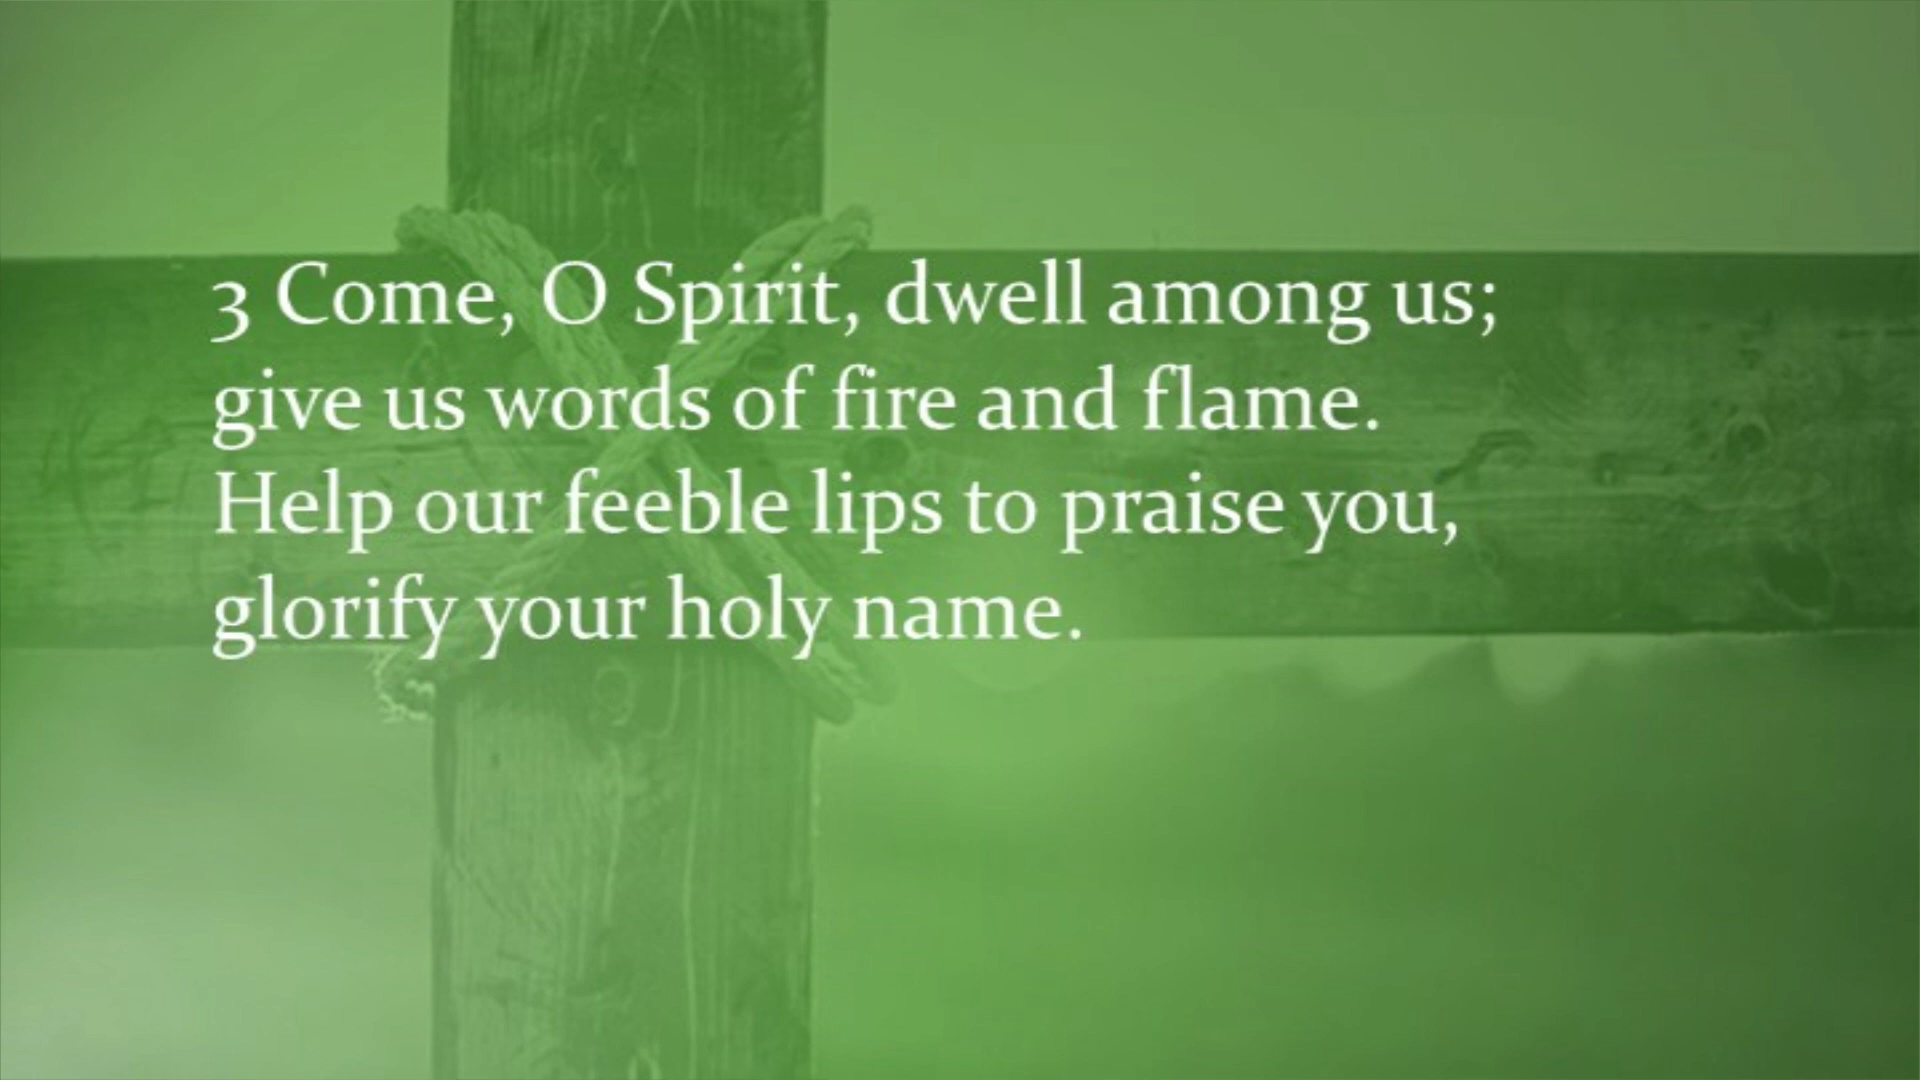 3 Come, O Spirit, dwell among us;
give us words of fire and flame.
Help our feeble lips to praise you,
glorify your holy name.